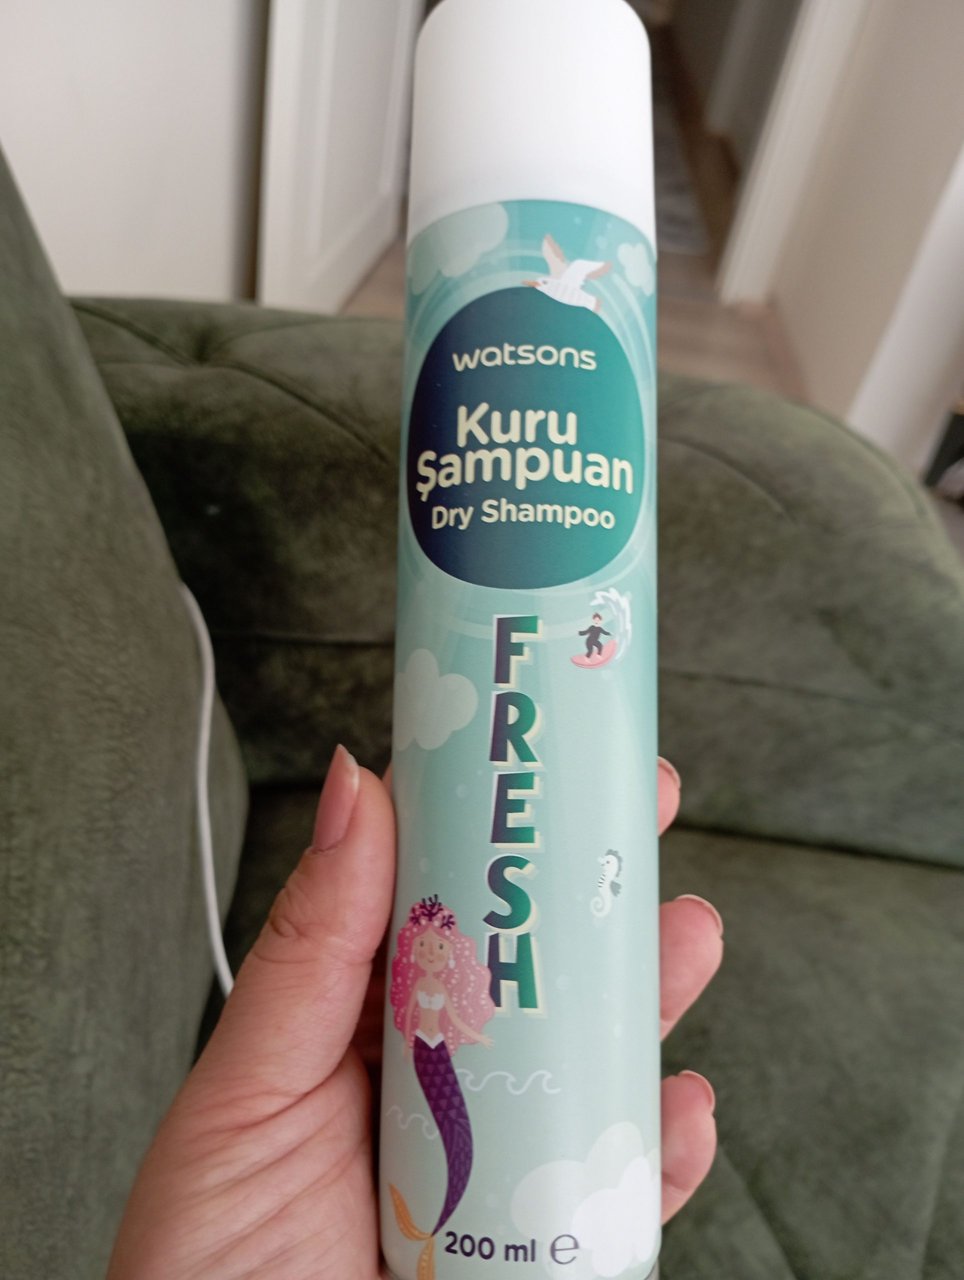 watsons
Kuru
Şampuan
Dry Shampoo
FRESH
200 ml ℮